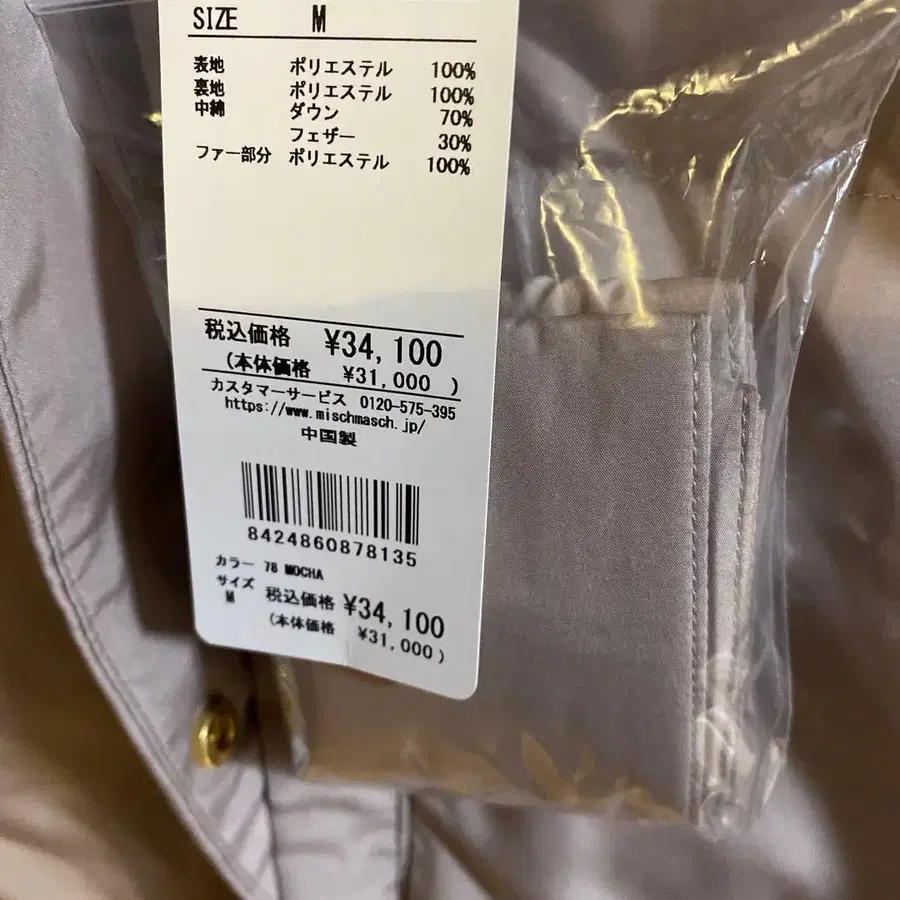 SIZE M
表地 ポリエステル 100%
裏地 ポリエステル 100%
中綿 ダウン 70%
フェザー 30%
ファー部分 ポリエステル 100%
税込価格 ¥34,100
(本体価格 ¥31,000 )
カスタマーサービス 0120-575-395
https://www.mischmasch.jp/
中国製
8424860878135
カラー 78 MOCHA
サイズ
M 税込価格 ¥34,100
(本体価格 ¥31,000 )